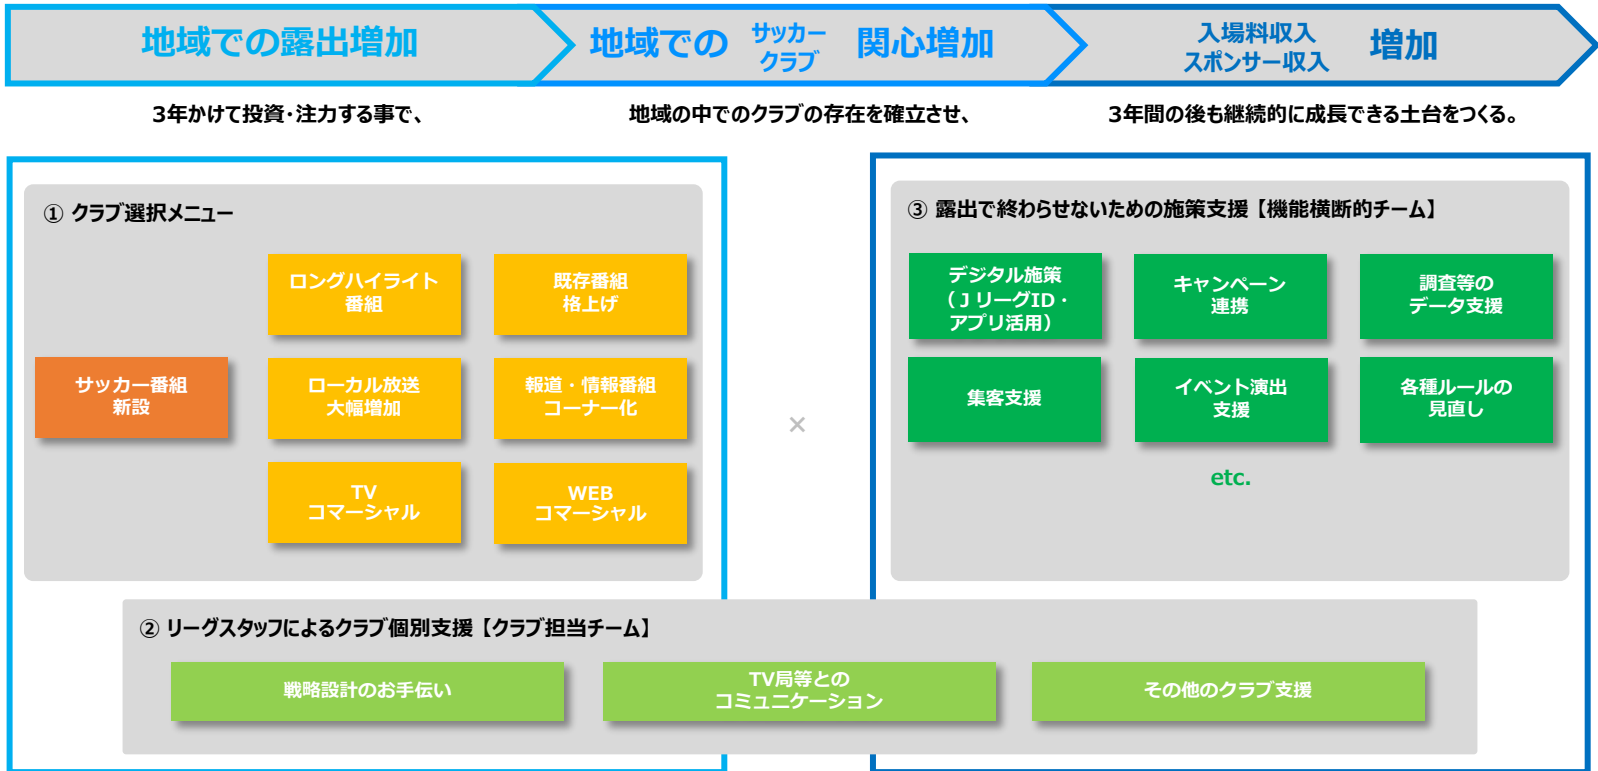 地域での露出増加
地域での サッカー クラブ 関心増加
入場料収入
スポンサー収入 増加
3年かけて投資・注力する事で、
地域の中でのクラブの存在を確立させ、
3年間の後も継続的に成長できる土台をつくる。
① クラブ選択メニュー
ロングハイライト
番組
既存番組
格上げ
サッカー番組
新設
ローカル放送
大幅増加
報道・情報番組
コーナー化
TV
コマーシャル
WEB
コマーシャル
×
③ 露出で終わらせないための施策支援【機能横断的チーム】
デジタル施策
（ＪリーグID・
アプリ活用）
キャンペーン
連携
調査等の
データ支援
集客支援
イベント演出
支援
各種ルールの
見直し
etc.
② リーグスタッフによるクラブ個別支援【クラブ担当チーム】
戦略設計のお手伝い
TV局等との
コミュニケーション
その他のクラブ支援